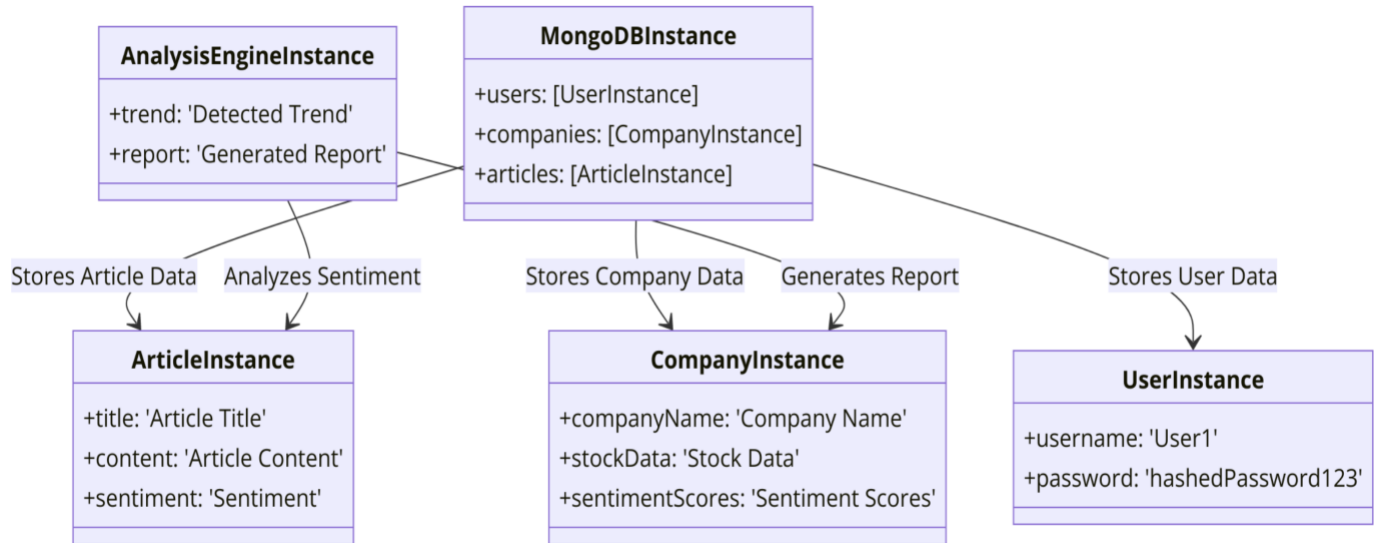 AnalysisEngineInstance
+trend: 'Detected Trend'
+report: 'Generated Report'
MongoDBInstance
+users: [UserInstance]
+companies: [CompanyInstance]
+articles: [ArticleInstance]
Stores Article Data
Analyzes Sentiment
Stores Company Data
Generates Report
Stores User Data
ArticleInstance
+title: 'Article Title'
+content: 'Article Content'
+sentiment: 'Sentiment'
CompanyInstance
+companyName: 'Company Name'
+stockData: 'Stock Data'
+sentimentScores: 'Sentiment Scores'
UserInstance
+username: 'User1'
+password: 'hashedPassword123'